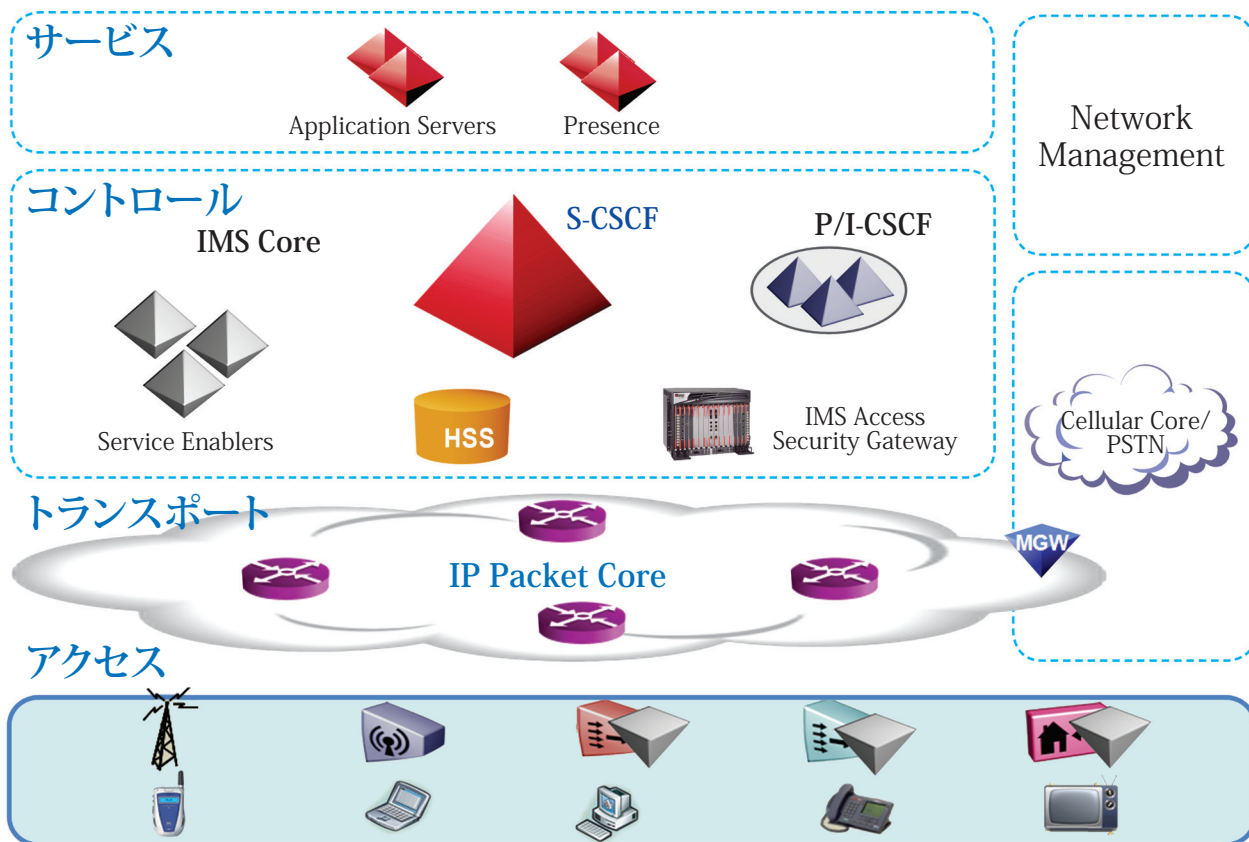 サービス
Application Servers
Presence
Network
Management
コントロール
IMS Core
S-CSCF
P/I-CSCF
Service Enablers
HSS
IMS Access
Security Gateway
Cellular Core/
PSTN
トランスポート
IP Packet Core
MGW
アクセス